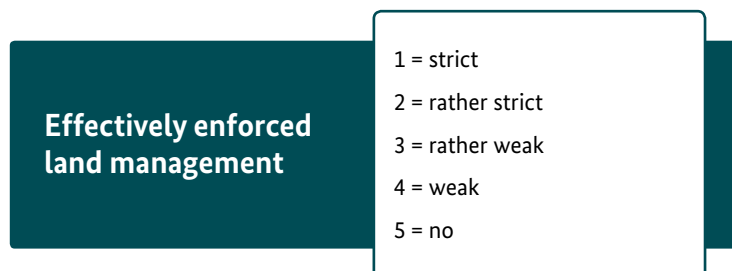 Effectively enforced
land management
1 = strict
2 = rather strict
3 = rather weak
4 = weak
5 = no